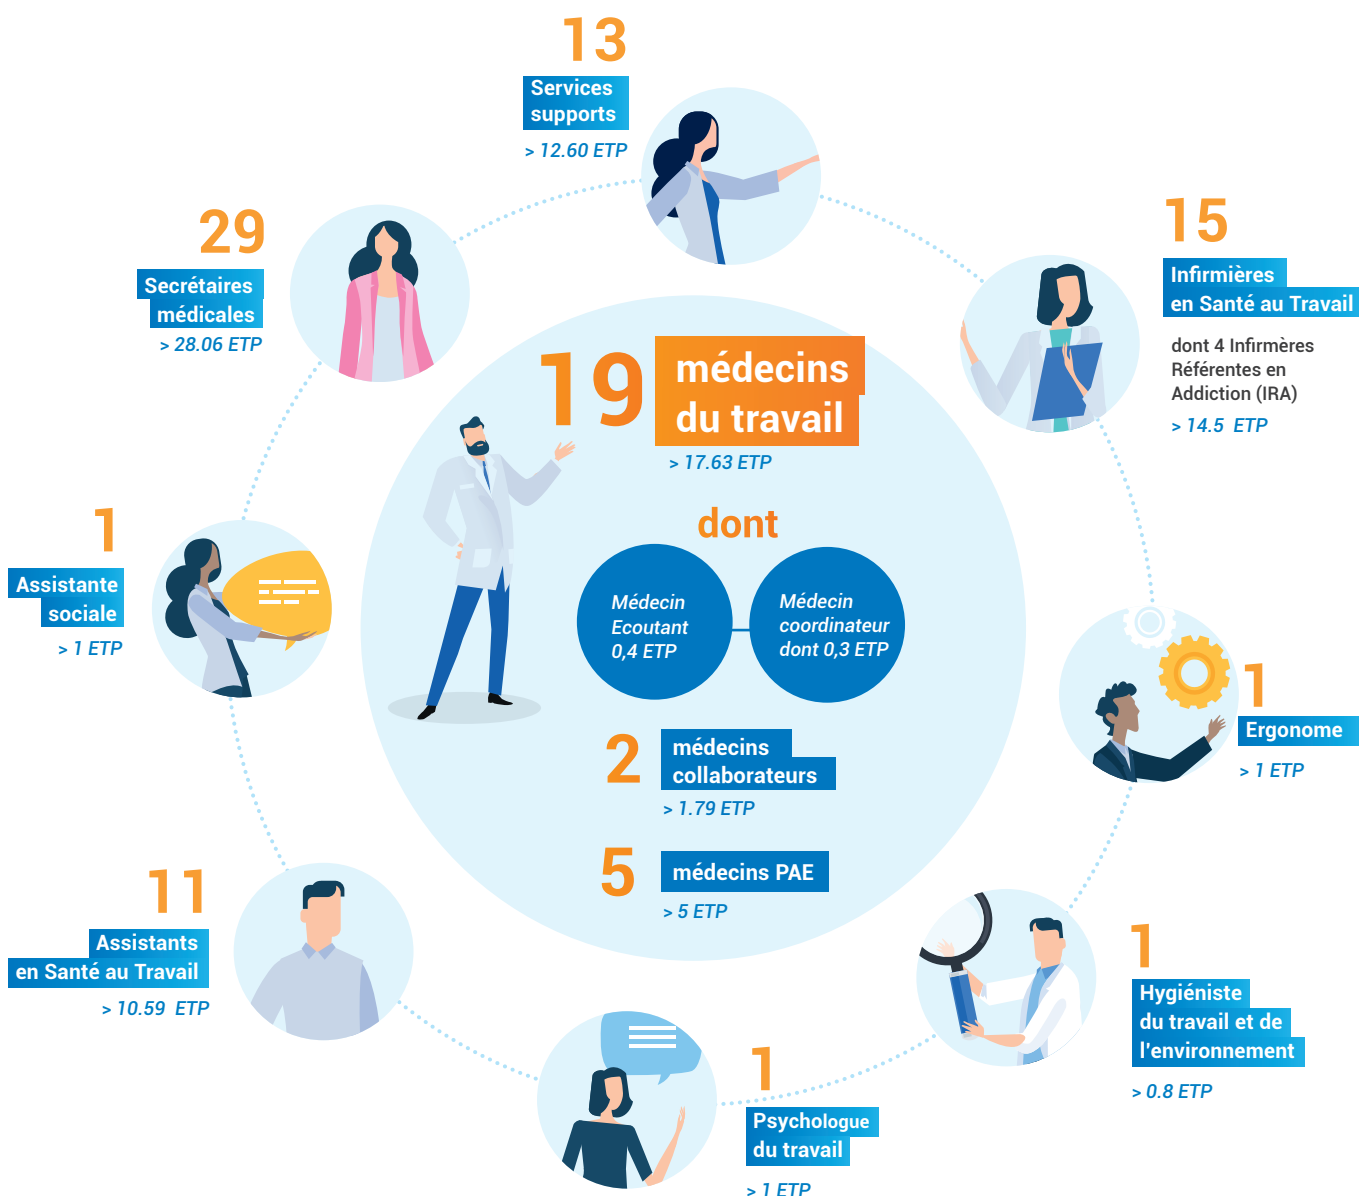 13
Services
supports
> 12.60 ETP
29
Secrétaires
médicales
> 28.06 ETP
15
Infirmières
en Santé au Travail
dont 4 Infirmères
Référentes en
Addiction (IRA)
> 14.5 ETP
19
médecins
du travail
> 17.63 ETP
dont
Médecin
Ecoutant
0,4 ETP
Médecin
coordinateur
dont 0,3 ETP
2
médecins
collaborateurs
> 1.79 ETP
5
médecins PAE
> 5 ETP
1
Assistante
sociale
> 1 ETP
1
Ergonome
> 1 ETP
11
Assistants
en Santé au Travail
> 10.59 ETP
1
Hygiéniste
du travail et de
l'environnement
> 0.8 ETP
1
Psychologue
du travail
> 1 ETP